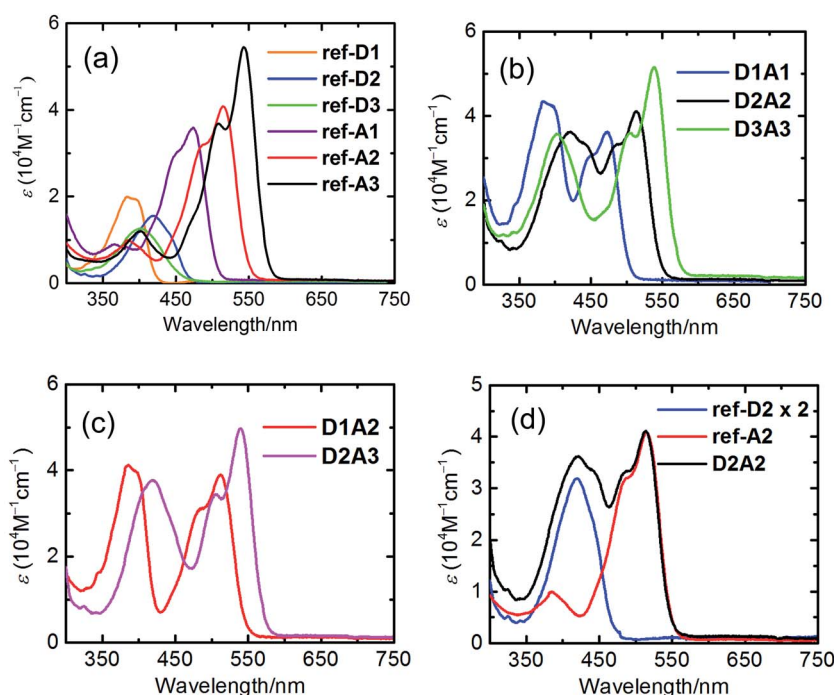 (a)
ref-D1
ref-D2
ref-D3
ref-A1
ref-A2
ref-A3
ε (10⁴M⁻¹cm⁻¹)
6
4
2
0
350 450 550 650 750
Wavelength/nm
(b)
D1A1
D2A2
D3A3
ε (10⁴M⁻¹cm⁻¹)
6
4
2
0
350 450 550 650 750
Wavelength/nm
(c)
D1A2
D2A3
ε (10⁴M⁻¹cm⁻¹)
6
4
2
0
350 450 550 650 750
Wavelength/nm
(d)
ref-D2 x 2
ref-A2
D2A2
ε (10⁴M⁻¹cm⁻¹)
5
4
3
2
1
0
350 450 550 650 750
Wavelength/nm